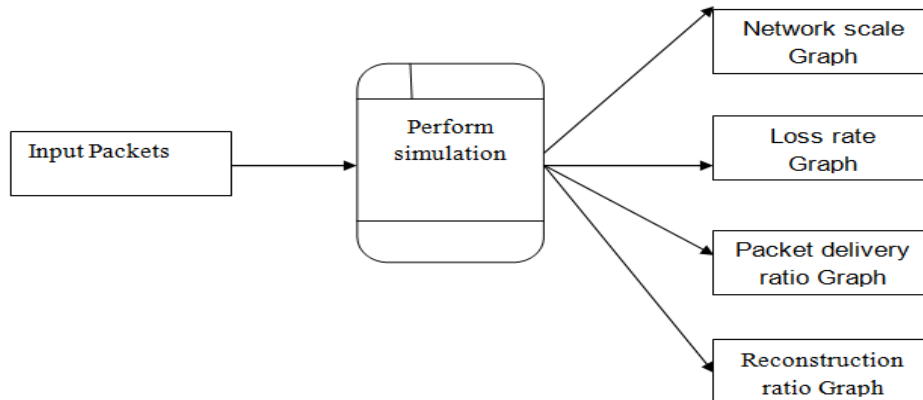 Input Packets
Perform
simulation
Network scale
Graph
Loss rate
Graph
Packet delivery
ratio Graph
Reconstruction
ratio Graph